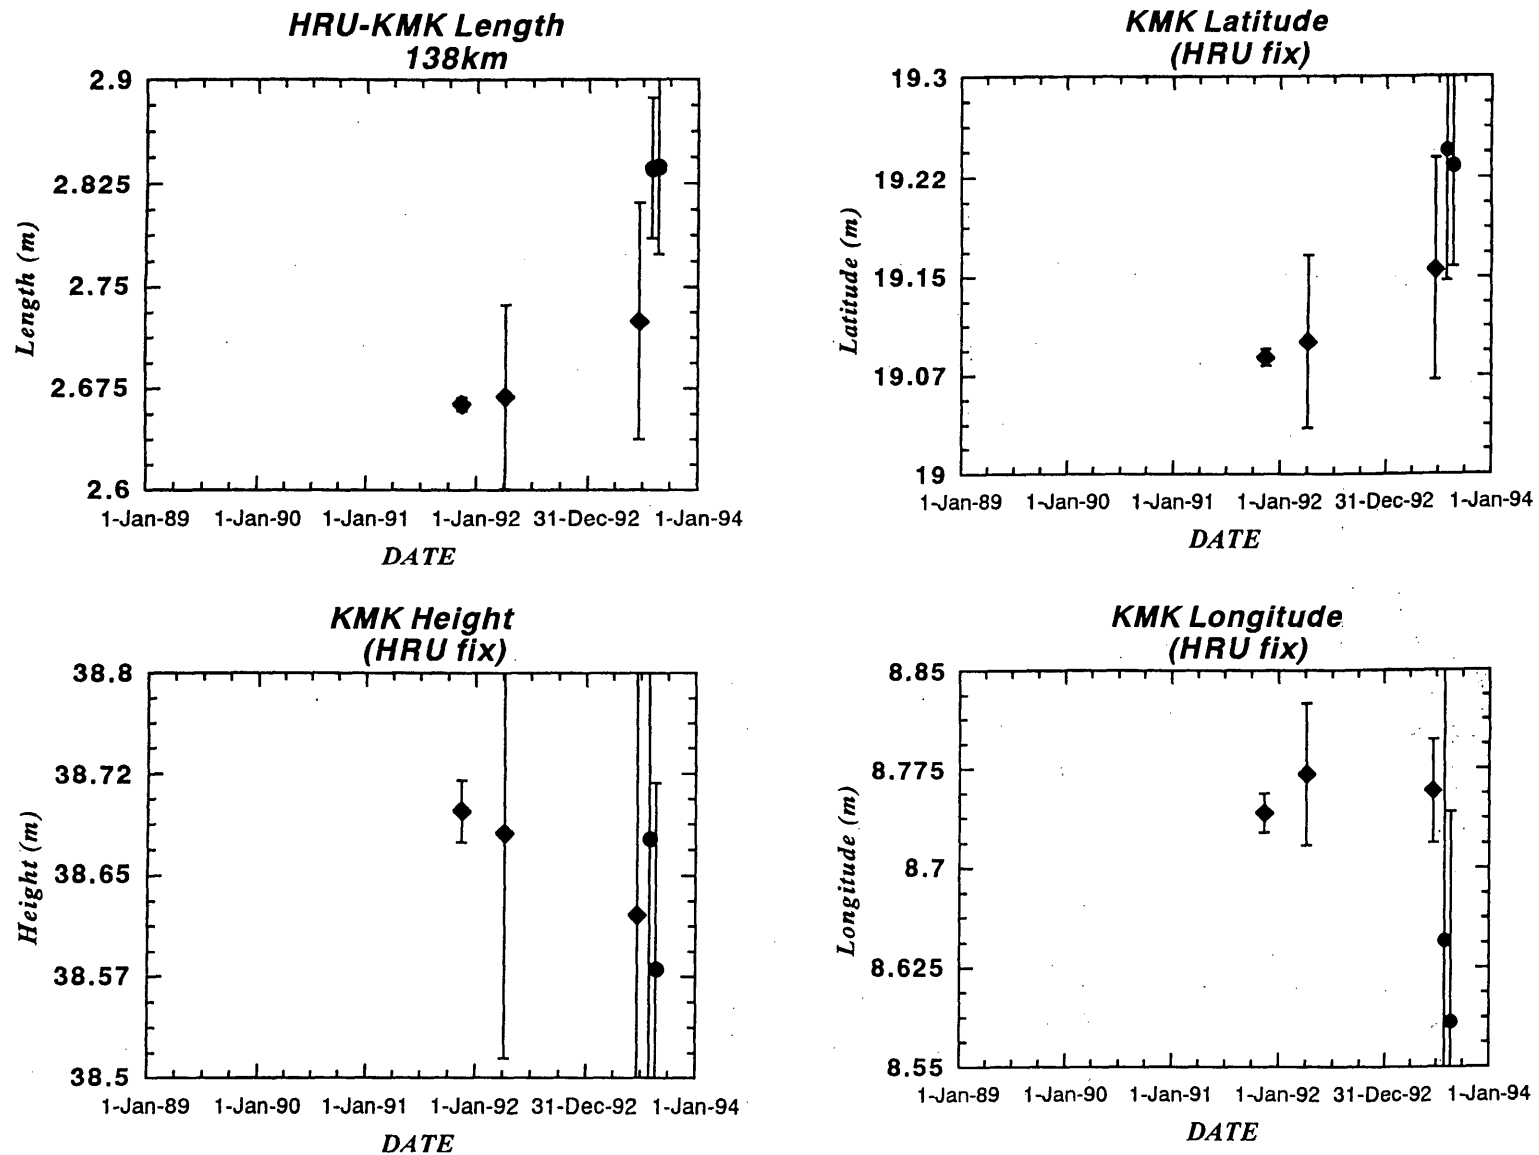 HRU-KMK Length
138km
2.9
2.825
2.75
2.675
2.6
Length (m)
1-Jan-89 1-Jan-90 1-Jan-91 1-Jan-92 31-Dec-92 1-Jan-94
DATE
KMK Latitude
(HRU fix)
19.3
19.22
19.15
19.07
19
Latitude (m)
1-Jan-89 1-Jan-90 1-Jan-91 1-Jan-92 31-Dec-92 1-Jan-94
DATE
KMK Height
(HRU fix)
38.8
38.72
38.65
38.57
38.5
Height (m)
1-Jan-89 1-Jan-90 1-Jan-91 1-Jan-92 31-Dec-92 1-Jan-94
DATE
KMK Longitude
(HRU fix)
8.85
8.775
8.7
8.625
8.55
Longitude (m)
1-Jan-89 1-Jan-90 1-Jan-91 1-Jan-92 31-Dec-92 1-Jan-94
DATE